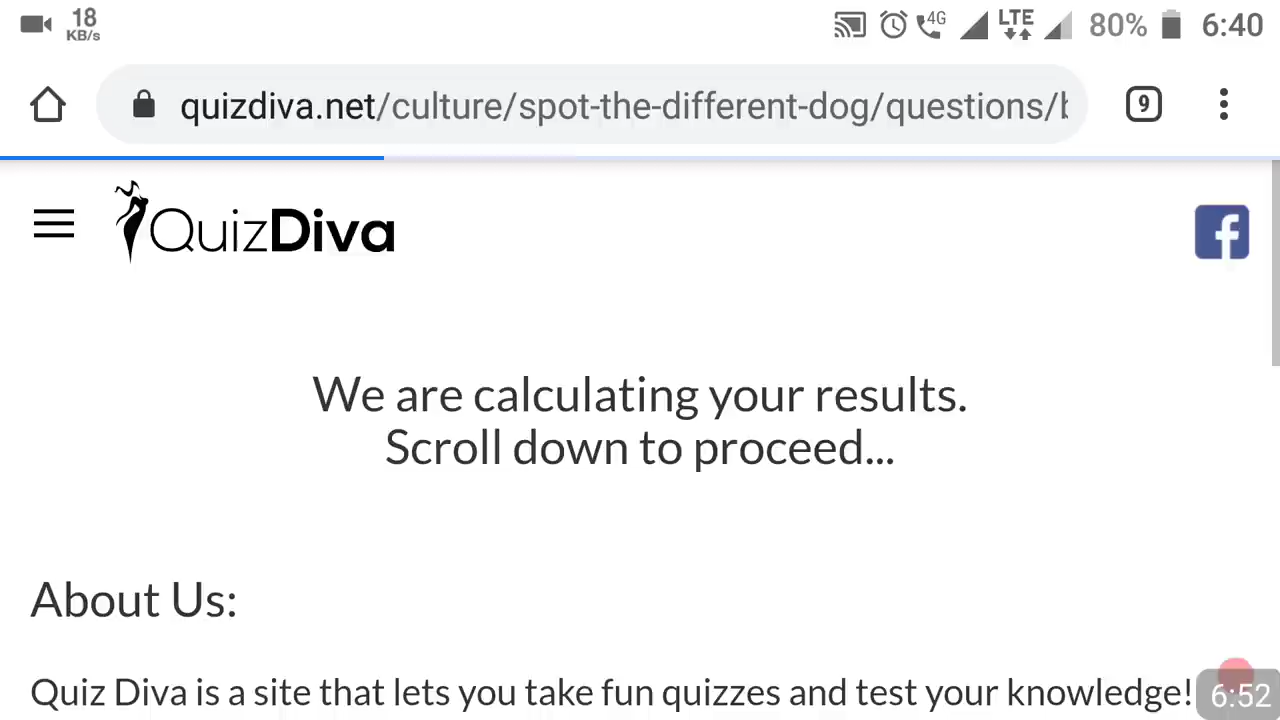 18
KB/s
4G
LTE
80%
6:40
quizdiva.net/culture/spot-the-different-dog/questions/b
9
QuizDiva
f
We are calculating your results.
Scroll down to proceed...
About Us:
Quiz Diva is a site that lets you take fun quizzes and test your knowledge!
6:52